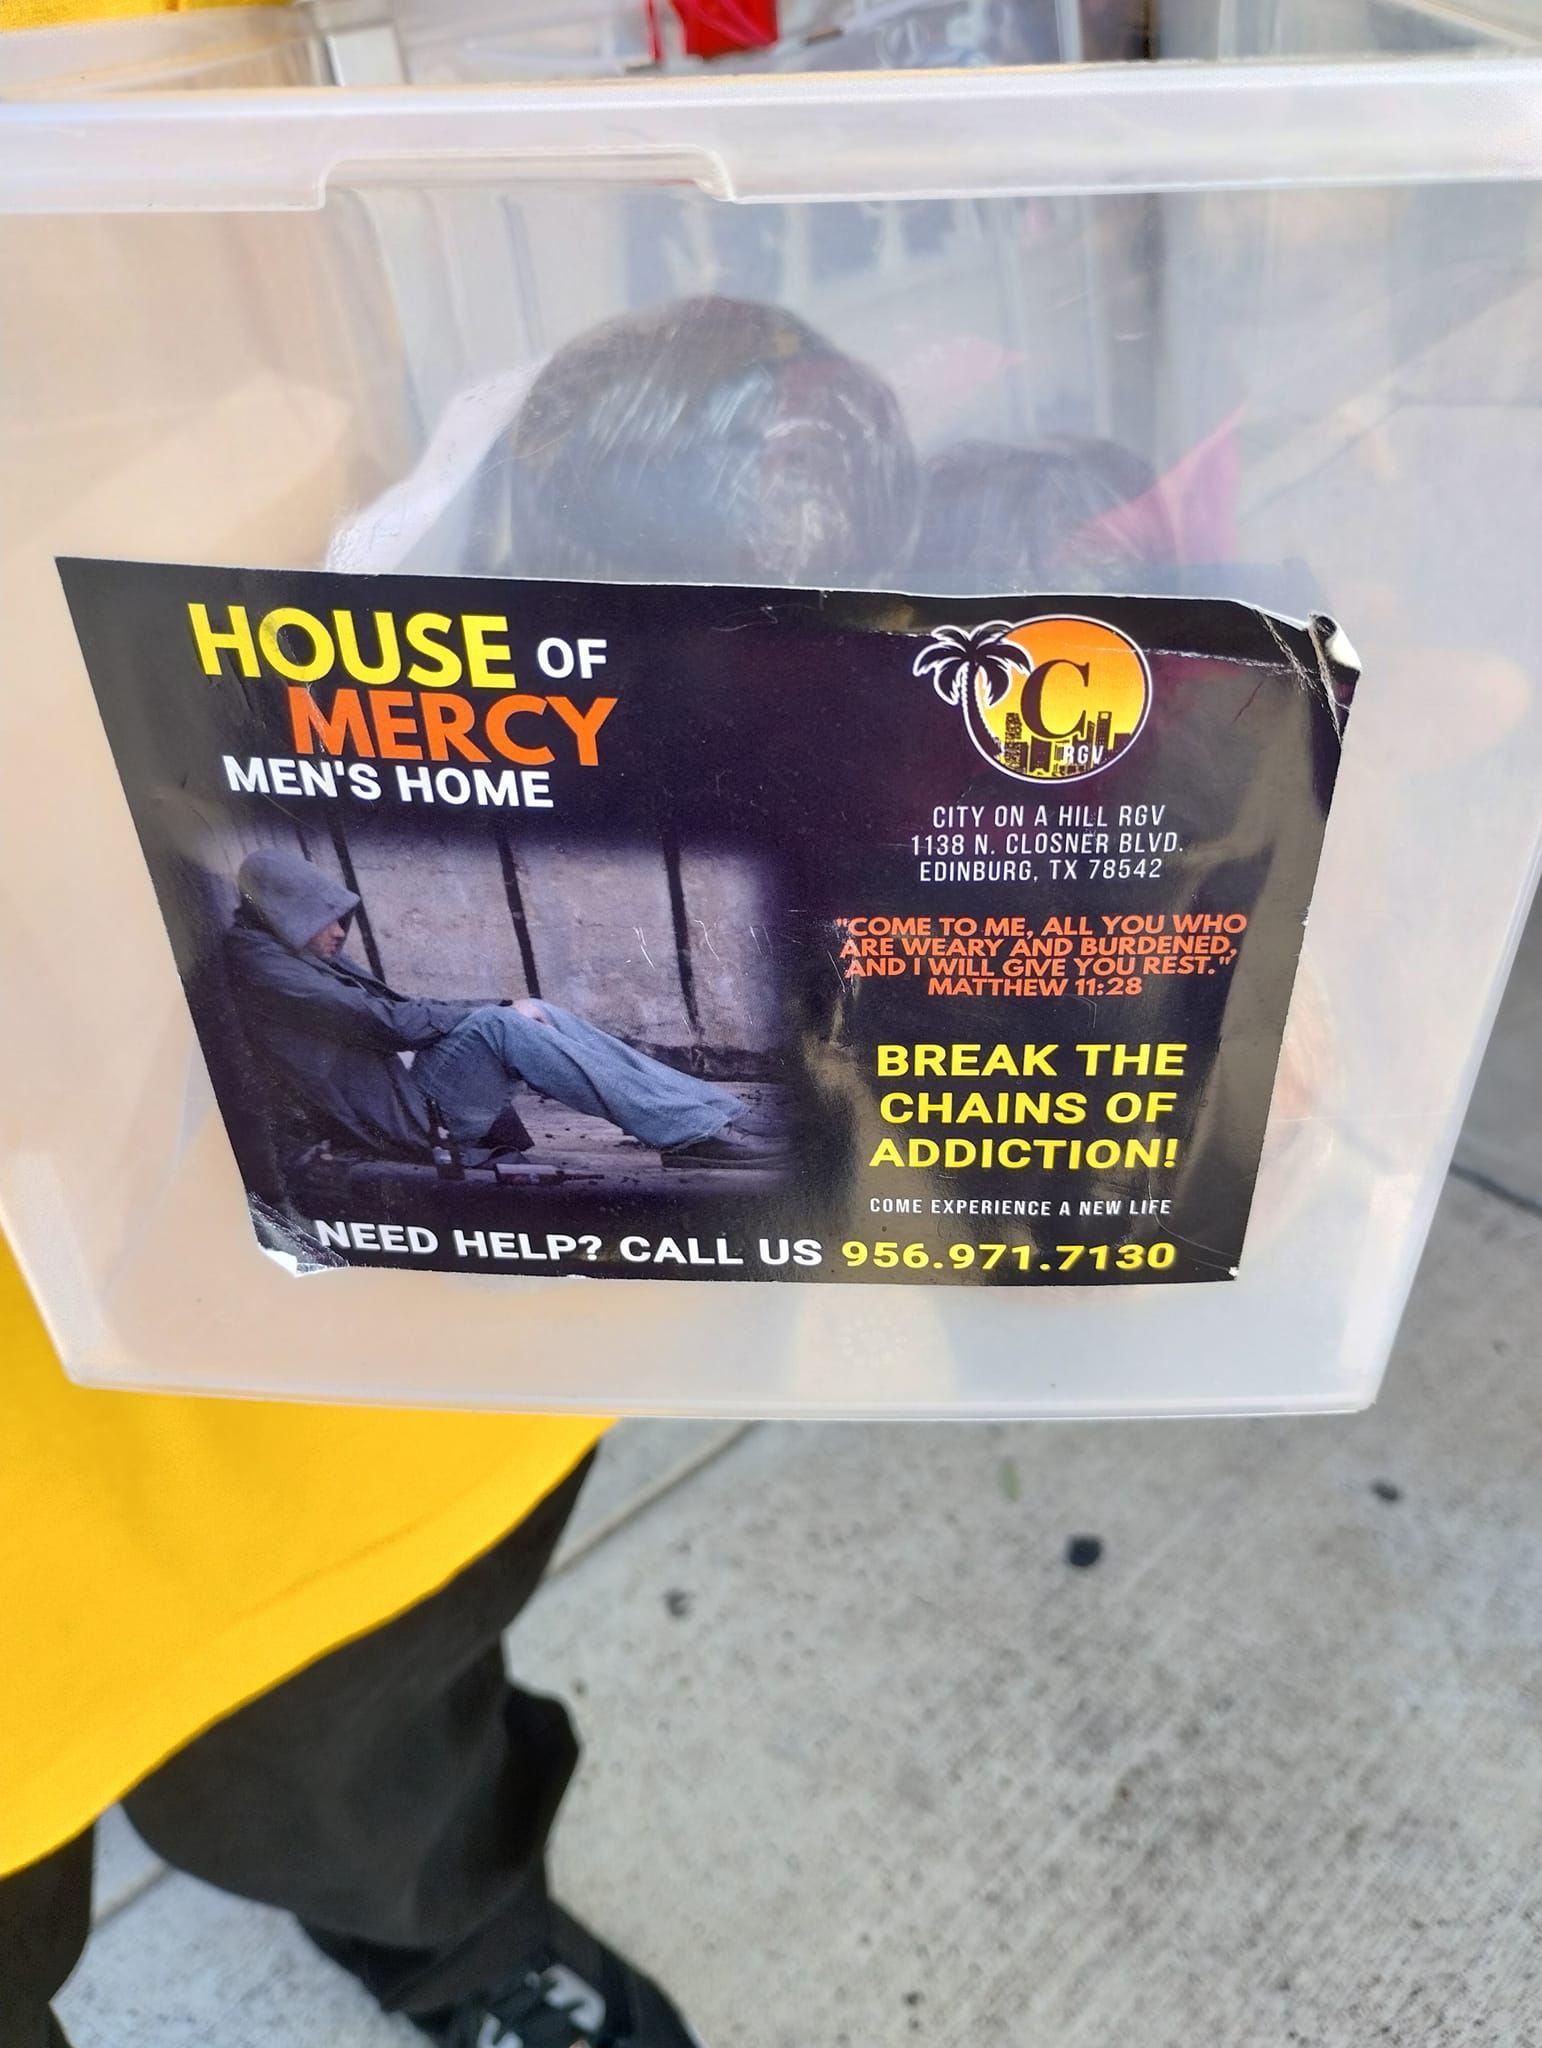 HOUSE OF
MERCY
MEN'S HOME
C
RGV
CITY ON A HILL RGV
1138 N. CLOSNER BLVD.
EDINBURG, TX 78542
"COME TO ME, ALL YOU WHO
ARE WEARY AND BURDENED,
AND I WILL GIVE YOU REST."
MATTHEW 11:28
BREAK THE
CHAINS OF
ADDICTION!
COME EXPERIENCE A NEW LIFE
NEED HELP? CALL US 956.971.7130